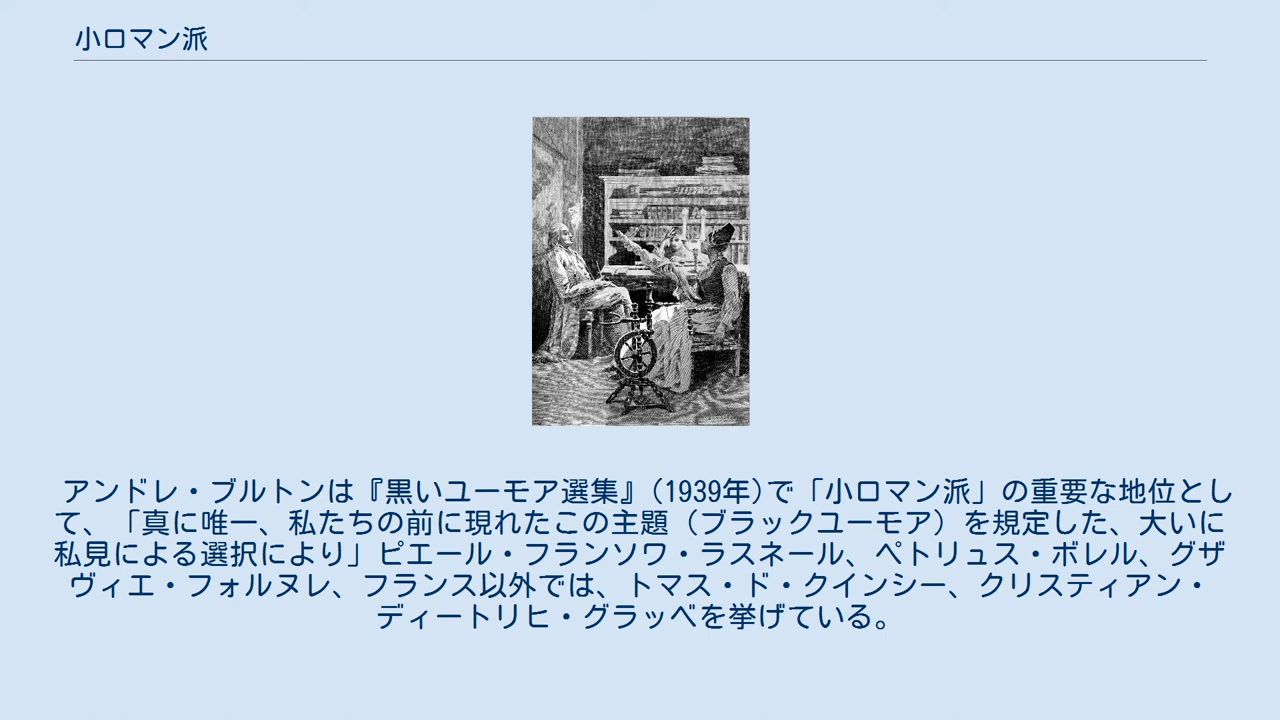 小ロマン派
アンドレ・ブルトンは『黒いユーモア選集』(1939年)で「小ロマン派」の重要な地位とし
て、「真に唯一、私たちの前に現れたこの主題（ブラックユーモア）を規定した、大いに
私見による選択により」ピエール・フランソワ・ラスネール、ペトリュス・ボレル、グザ
ヴィエ・フォルヌレ、フランス以外では、トマス・ド・クインシー、クリスティアン・
ディートリヒ・グラッベを挙げている。